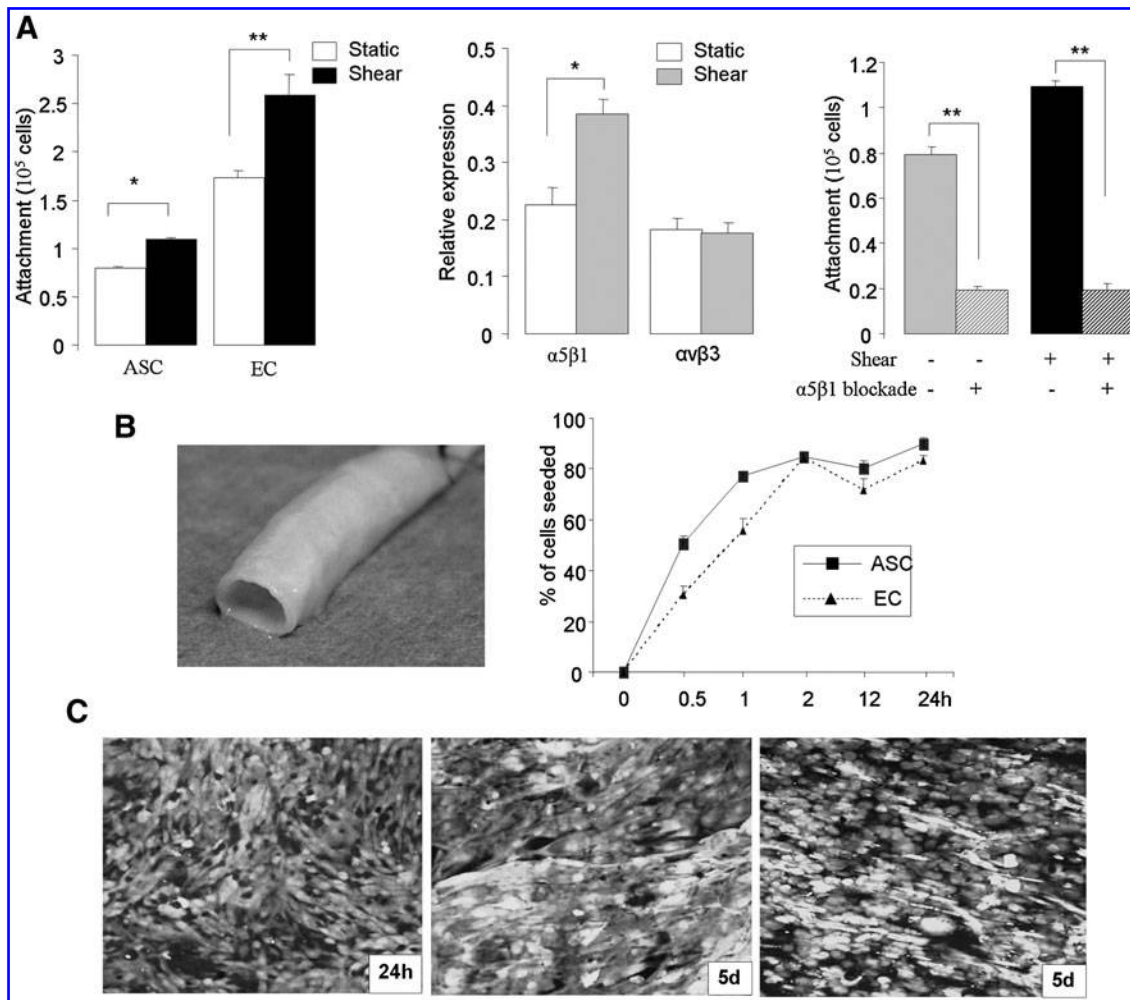 A
Attachment (10⁵ cells)
3
2.5
2
1.5
1
0.5
0
Static
Shear
*
**
ASC
EC
Relative expression
0.5
0.4
0.3
0.2
0.1
0
Static
Shear
*
α5β1
αvβ3
Attachment (10⁵ cells)
1.2
1
0.8
0.6
0.4
0.2
0
**
**
Shear - - + +
α5β1 blockade - + - +
B
% of cells seeded
100
80
60
40
20
0
ASC
EC
0 0.5 1 2 12 24h
C
24h
5d
5d